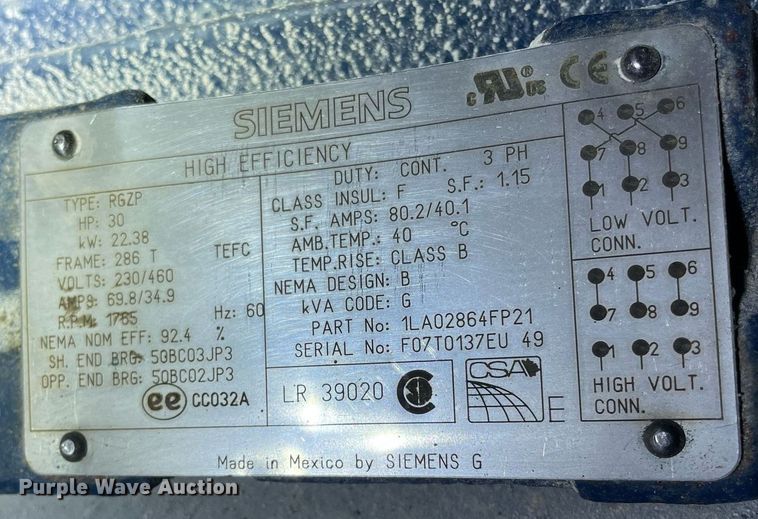 SIEMENS
c RU ® us CE
HIGH EFFICIENCY
TYPE: RGZP
HP: 30
kW: 22.38
FRAME: 286 T TEFC
VOLTS: 230/460
AMPS: 69.8/34.9
R.P.M: 1765 Hz: 60
NEMA NOM EFF: 92.4 %
SH. END BRG: 50BC03JP3
OPP. END BRG: 50BC02JP3
ee CC032A
DUTY: CONT. 3 PH
CLASS INSUL: F S.F.: 1.15
S.F. AMPS: 80.2/40.1
AMB.TEMP.: 40 °C
TEMP.RISE: CLASS B
NEMA DESIGN: B
kVA CODE: G
PART No: 1LA02864FP21
SERIAL No: F07T0137EU 49
LR 39020 CSA E
4 5 6
7 8 9
1 2 3
LOW VOLT.
CONN.
4 5 6
7 8 9
1 2 3
HIGH VOLT.
CONN.
Made in Mexico by SIEMENS G
Purple Wave Auction